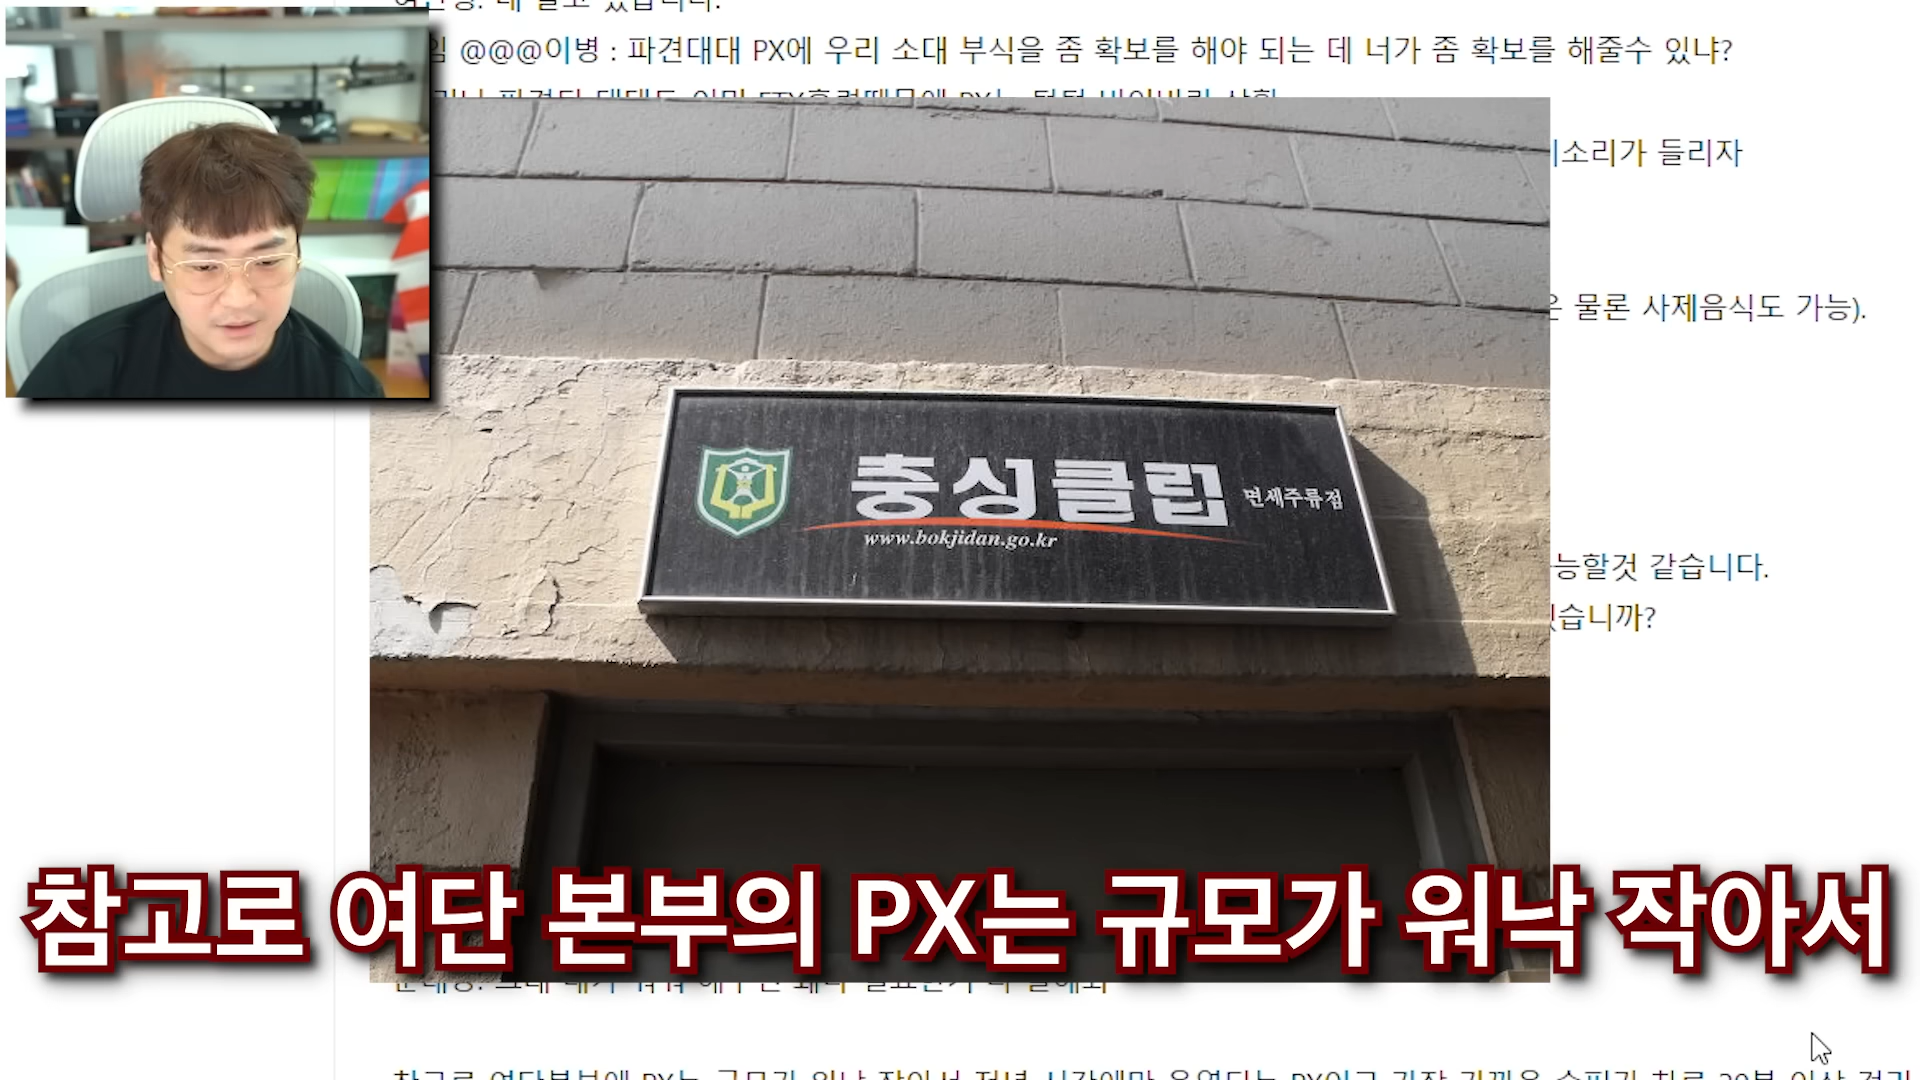 @@@이병 : 파견대대 PX에 우리 소대 부식을 좀 확보를 해야 되는 데 너가 좀 확보를 해줄수 있냐?
소리가 들리자
물론 사제음식도 가능).
충성클럽 면세주류점
www.bokjidan.go.kr
능할것 같습니다.
습니까?
참고로 여단 본부의 PX는 규모가 워낙 작아서